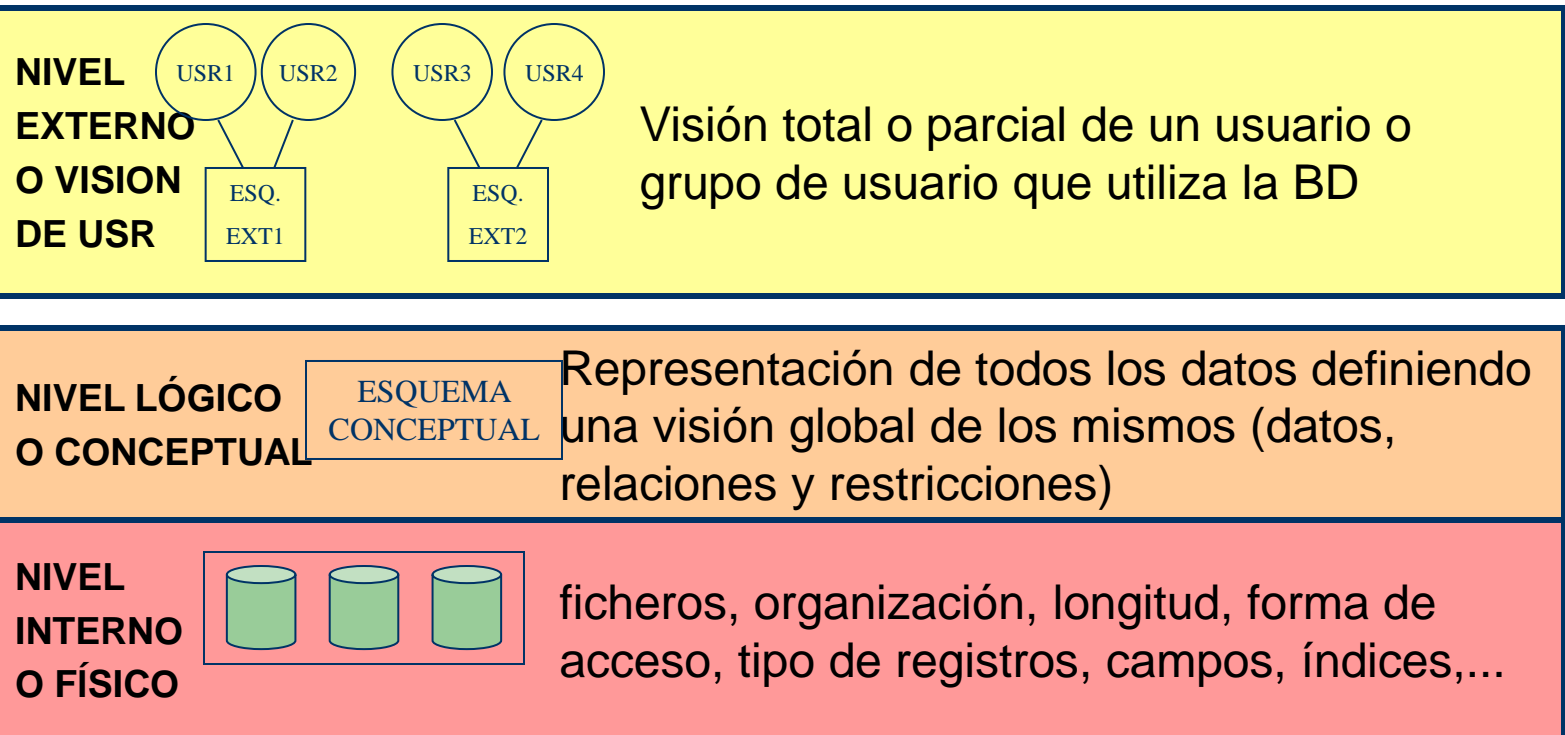 NIVEL
EXTERNO
O VISION
DE USR
USR1
USR2
USR3
USR4
ESQ.
EXT1
ESQ.
EXT2
Visión total o parcial de un usuario o
grupo de usuario que utiliza la BD
NIVEL LÓGICO
O CONCEPTUAL
ESQUEMA
CONCEPTUAL
Representación de todos los datos definiendo
una visión global de los mismos (datos,
relaciones y restricciones)
NIVEL
INTERNO
O FÍSICO
ficheros, organización, longitud, forma de
acceso, tipo de registros, campos, índices,...